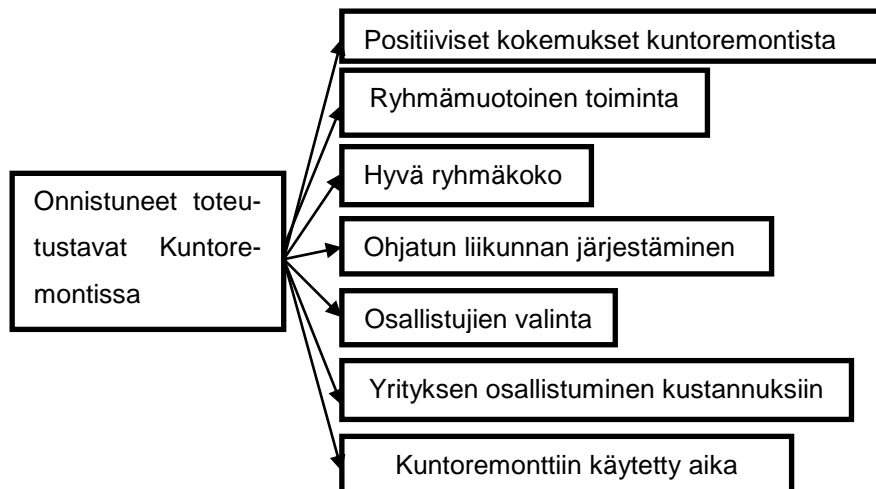 Positiiviset kokemukset kuntoremontista
Ryhmämuotoinen toiminta
Hyvä ryhmäkoko
Onnistuneet toteu-
tustavat Kuntore-
montissa
Ohjatun liikunnan järjestäminen
Osallistujien valinta
Yrityksen osallistuminen kustannuksiin
Kuntoremonttiin käytetty aika